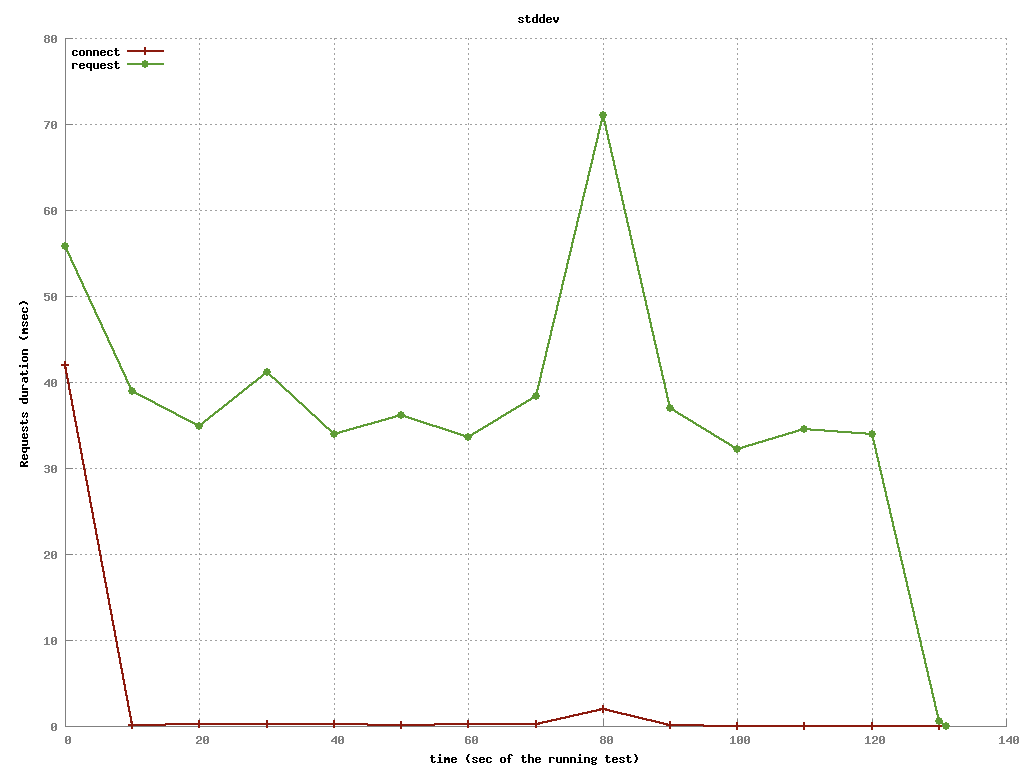 stddev
connect
request
80
70
60
50
40
30
20
10
0
Requests duration (msec)
0 20 40 60 80 100 120 140
time (sec of the running test)